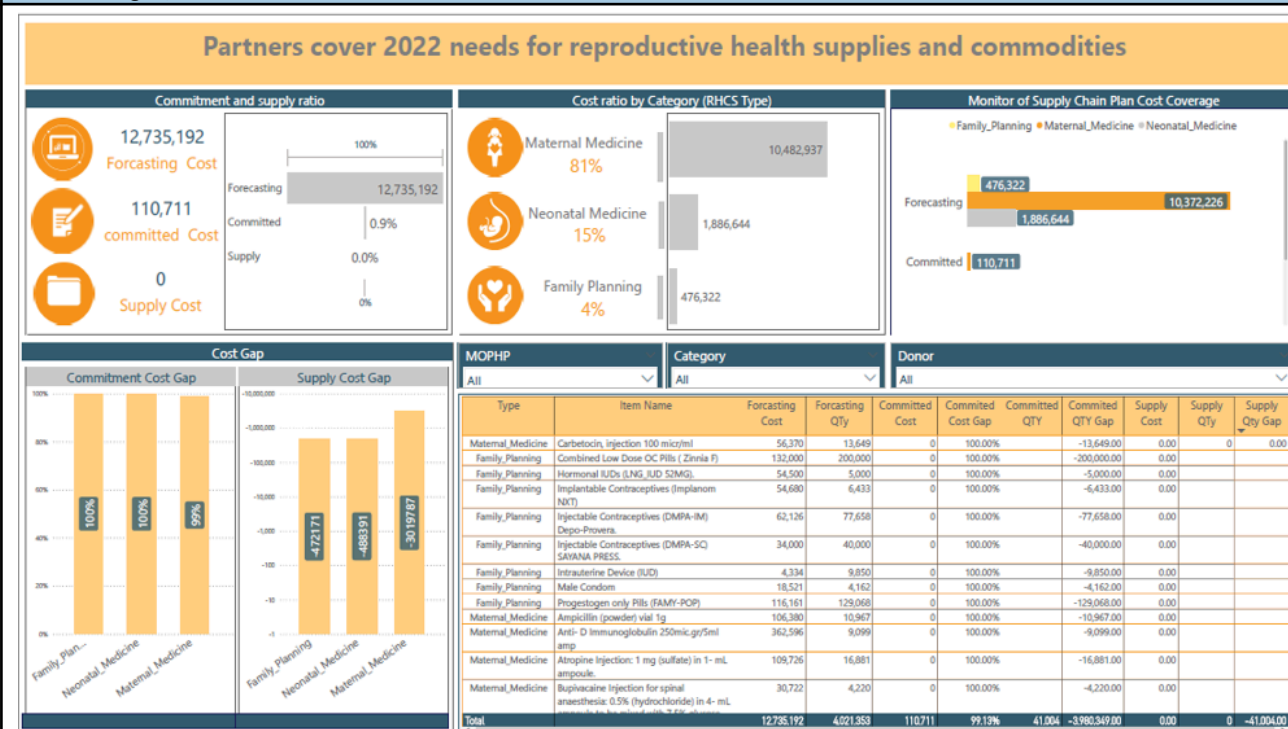 Partners cover 2022 needs for reproductive health supplies and commodities
Commitment and supply ratio
12,735,192
Forcasting Cost
110,711
committed Cost
0
Supply Cost
100%
Forecasting
12,735,192
Committed
0.9%
Supply
0.0%
0%
Cost ratio by Category (RHCS Type)
Maternal Medicine
81%
10,482,937
Neonatal Medicine
15%
1,886,644
Family Planning
4%
476,322
Monitor of Supply Chain Plan Cost Coverage
Family_Planning Maternal_Medicine Neonatal_Medicine
476,322
Forecasting
10,372,226
1,886,644
Committed 110,711
Cost Gap
Commitment Cost Gap
100%
80%
60%
40%
20%
0%
100%
100%
99%
Family_Plan...
Neonatal_Medicine
Maternal_Medicine
Supply Cost Gap
-10,000,000
-1,000,000
-100,000
-10,000
-1,000
-100
-10
-1
-472171
-488391
-3019787
Family_Planning
Neonatal_Medicine
Maternal_Medicine
MOPHP
All
Category
All
Donor
All
Type Item Name Forcasting Cost Forcasting QTy Committed Cost Commited Cost Gap Committed QTY Commited QTY Gap Supply Cost Supply QTy Supply Qty Gap
Maternal_Medicine Carbetocin, injection 100 micr/ml 56,370 13,649 0 100.00% -13,649.00 0.00 0 0.00
Family_Planning Combined Low Dose OC Pills ( Zinnia F) 132,000 200,000 0 100.00% -200,000.00 0.00
Family_Planning Hormonal IUDs (LNG_IUD 52MG). 54,500 5,000 0 100.00% -5,000.00 0.00
Family_Planning Implantable Contraceptives (Implanom 54,680 6,433 0 100.00% -6,433.00 0.00
NXT)
Family_Planning Injectable Contraceptives (DMPA-IM) 62,126 77,658 0 100.00% -77,658.00 0.00
Depo-Provera.
Family_Planning Injectable Contraceptives (DMPA-SC) 34,000 40,000 0 100.00% -40,000.00 0.00
SAYANA PRESS.
Family_Planning Intrauterine Device (IUD) 4,334 9,850 0 100.00% -9,850.00 0.00
Family_Planning Male Condom 18,521 4,162 0 100.00% -4,162.00 0.00
Family_Planning Progestogen only Pills (FAMY-POP) 116,161 129,068 0 100.00% -129,068.00 0.00
Maternal_Medicine Ampicillin (powder) vial 1g 106,380 10,967 0 100.00% -10,967.00 0.00
Maternal_Medicine Anti- D Immunoglobulin 250mic.gr/5ml 362,596 9,099 0 100.00% -9,099.00 0.00
amp
Maternal_Medicine Atropine Injection: 1 mg (sulfate) in 1- mL 109,726 16,881 0 100.00% -16,881.00 0.00
ampoule.
Maternal_Medicine Bupivacaine Injection for spinal 30,722 4,220 0 100.00% -4,220.00 0.00
anaesthesia: 0.5% (hydrochloride) in 4- mL
Total 12,735,192 4,021,353 110,711 99.13% 41,004 -3,980,349.00 0.00 0 -41,004.00